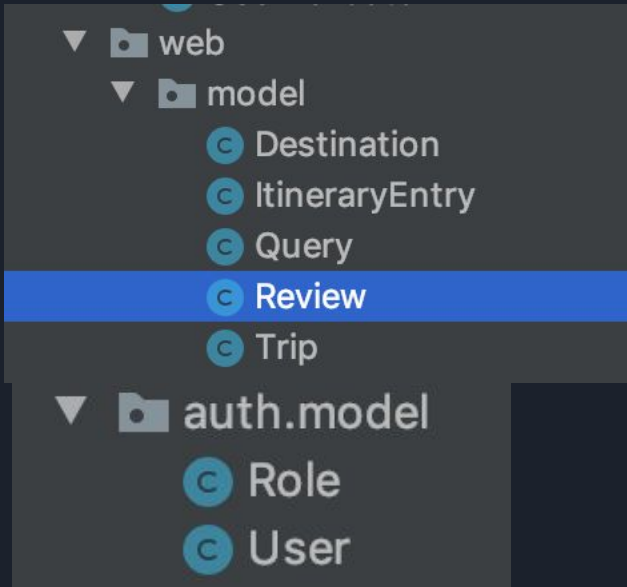 web
model
C Destination
C ItineraryEntry
C Query
C Review
C Trip
auth.model
C Role
C User